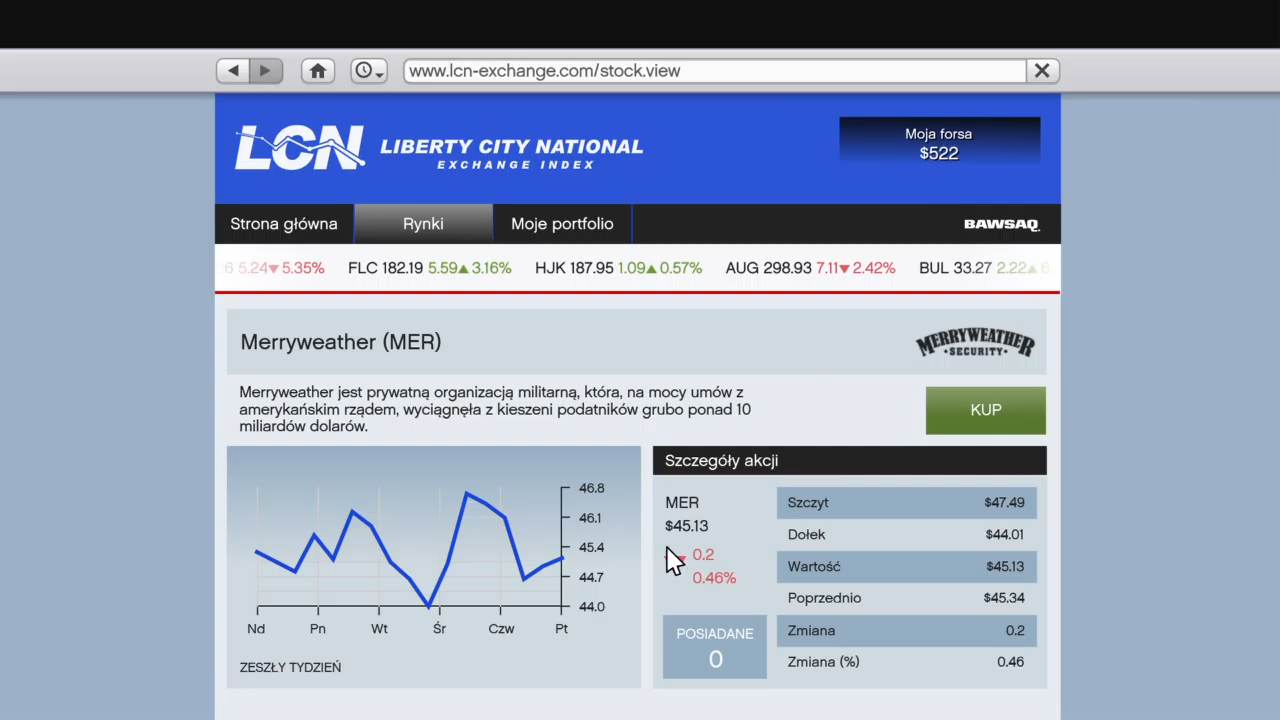 www.lcn-exchange.com/stock.view
LCN LIBERTY CITY NATIONAL
EXCHANGE INDEX
Moja forsa
$522
Strona główna Rynki Moje portfolio BAWSAQ
6 5.24▼5.35% FLC 182.19 5.59▲3.16% HJK 187.95 1.09▲0.57% AUG 298.93 7.11▼2.42% BUL 33.27 2.22▲
Merryweather (MER)
MERRYWEATHER
SECURITY
Merryweather jest prywatną organizacją militarną, która, na mocy umów z
amerykańskim rządem, wyciągnęła z kieszeni podatników grubo ponad 10
miliardów dolarów.
KUP
46.8
46.1
45.4
44.7
44.0
Nd Pn Wt Śr Czw Pt
ZESZŁY TYDZIEŃ
Szczegóły akcji
MER
$45.13
0.2
0.46%
POSIADANE
0
Szczyt $47.49
Dołek $44.01
Wartość $45.13
Poprzednio $45.34
Zmiana 0.2
Zmiana (%) 0.46